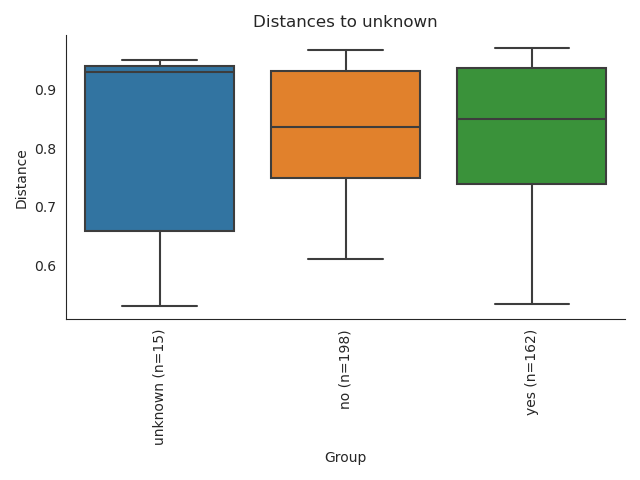 Distances to unknown
Distance
0.9
0.8
0.7
0.6
unknown (n=15)
no (n=198)
yes (n=162)
Group